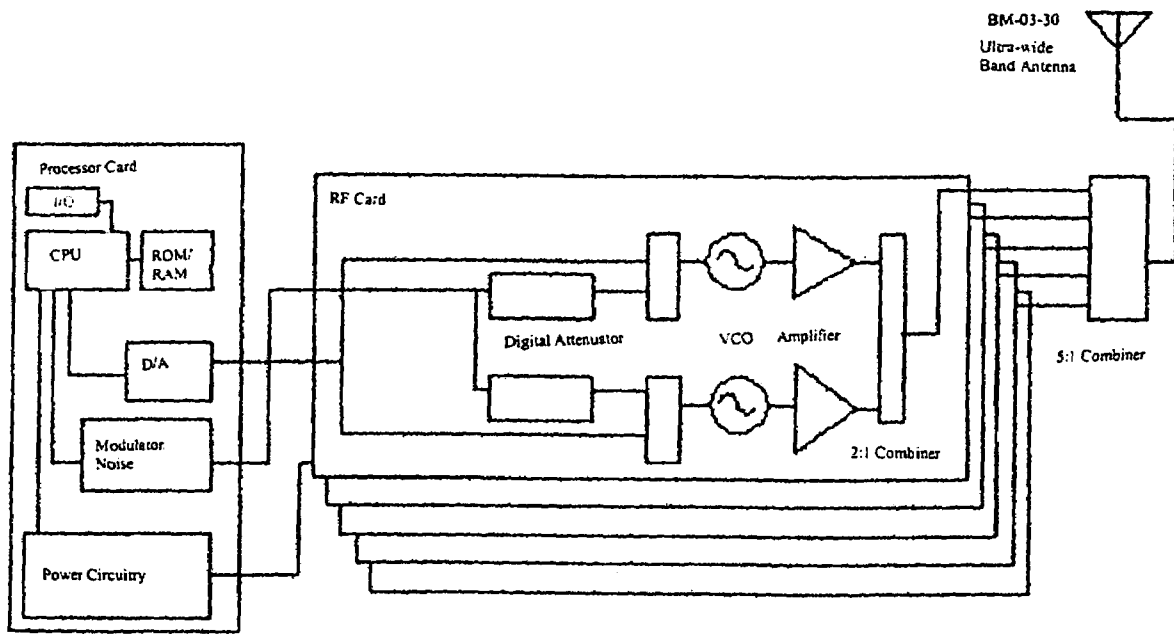 BM-03-30
Ultra-wide
Band Antenna
Processor Card
I/O
CPU
ROM/
RAM
D/A
Modulator
Noise
Power Circuitry
RF Card
Digital Attenuator
VCO
Amplifier
2:1 Combiner
5:1 Combiner